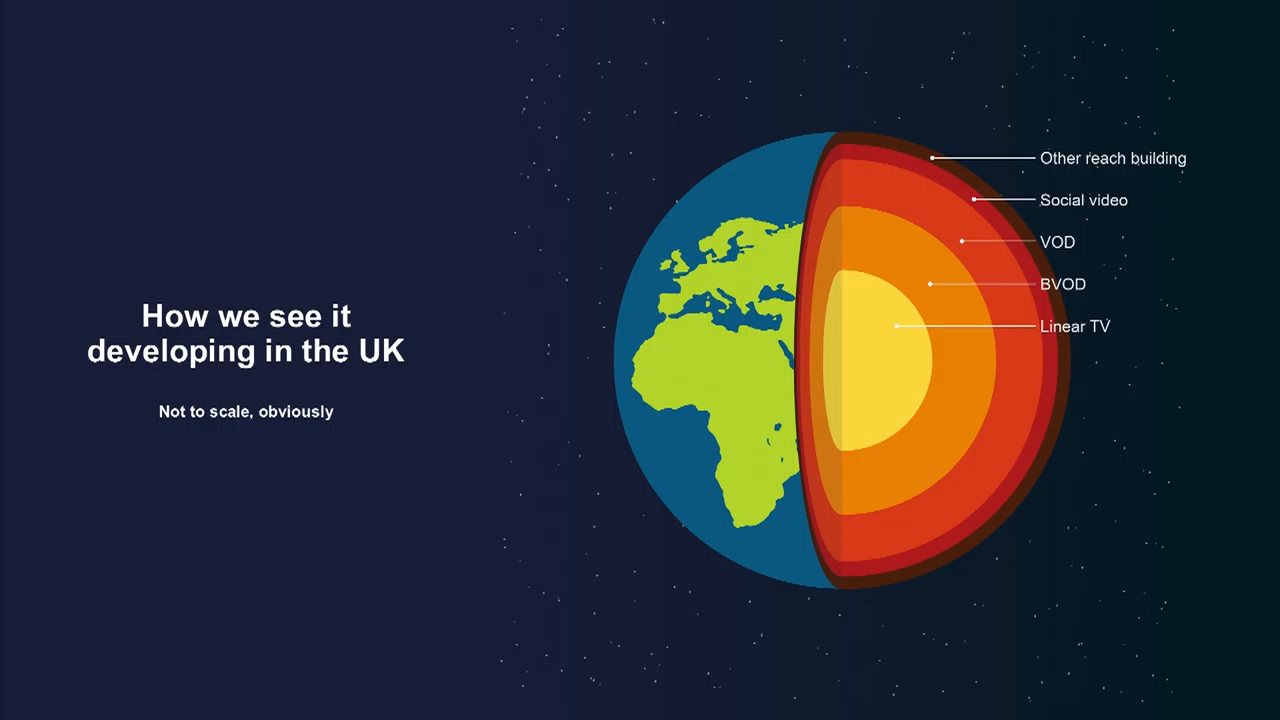 How we see it
developing in the UK
Not to scale, obviously
Other reach building
Social video
VOD
BVOD
Linear TV